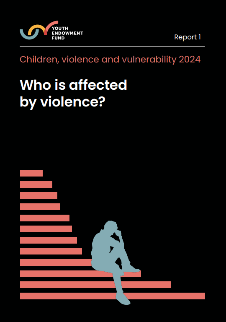 YOUTH
ENDOWMENT
FUND
Report 1
Children, violence and vulnerability 2024
Who is affected
by violence?